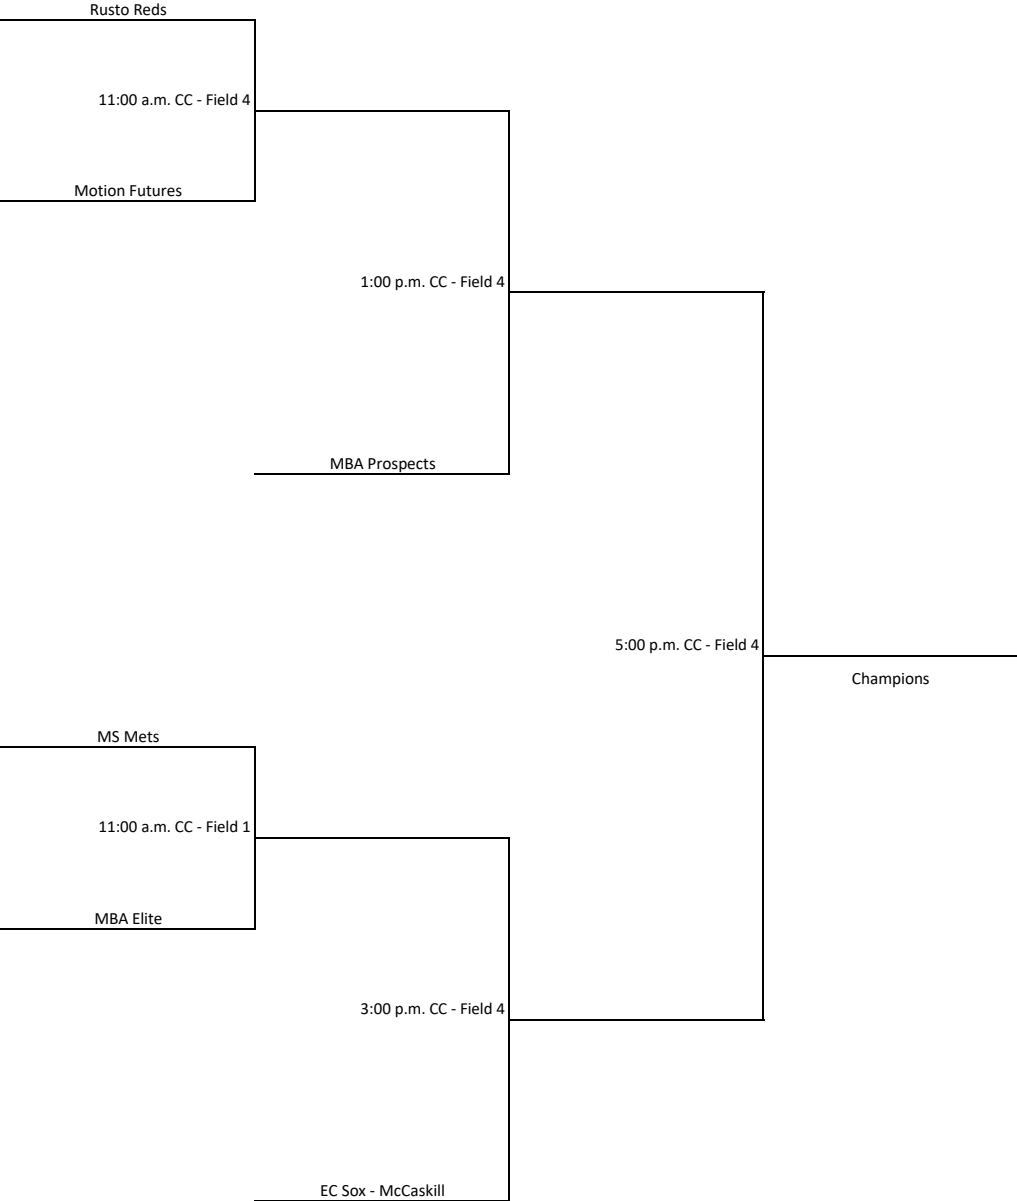 Rusto Reds
11:00 a.m. CC - Field 4
Motion Futures
1:00 p.m. CC - Field 4
MBA Prospects
5:00 p.m. CC - Field 4
Champions
MS Mets
11:00 a.m. CC - Field 1
MBA Elite
3:00 p.m. CC - Field 4
EC Sox - McCaskill